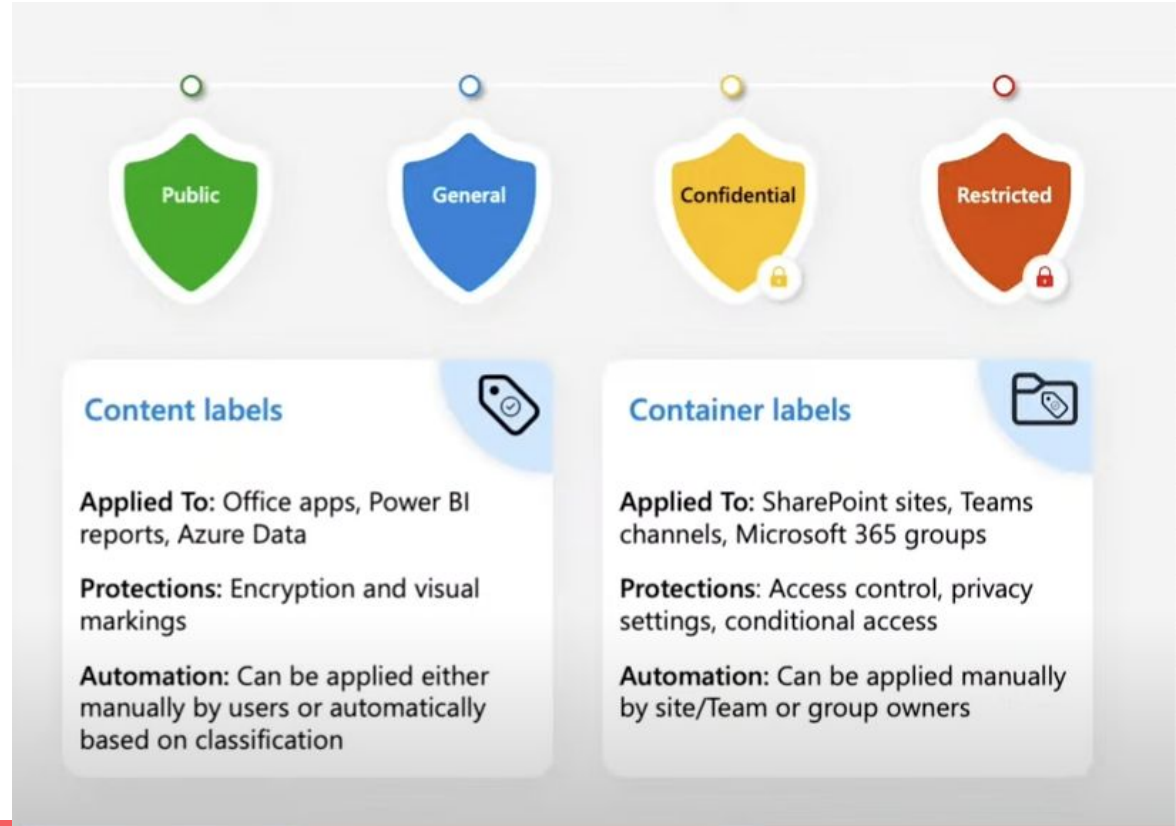 Public
General
Confidential
Restricted
Content labels
Applied To: Office apps, Power BI
reports, Azure Data
Protections: Encryption and visual
markings
Automation: Can be applied either
manually by users or automatically
based on classification
Container labels
Applied To: SharePoint sites, Teams
channels, Microsoft 365 groups
Protections: Access control, privacy
settings, conditional access
Automation: Can be applied manually
by site/Team or group owners